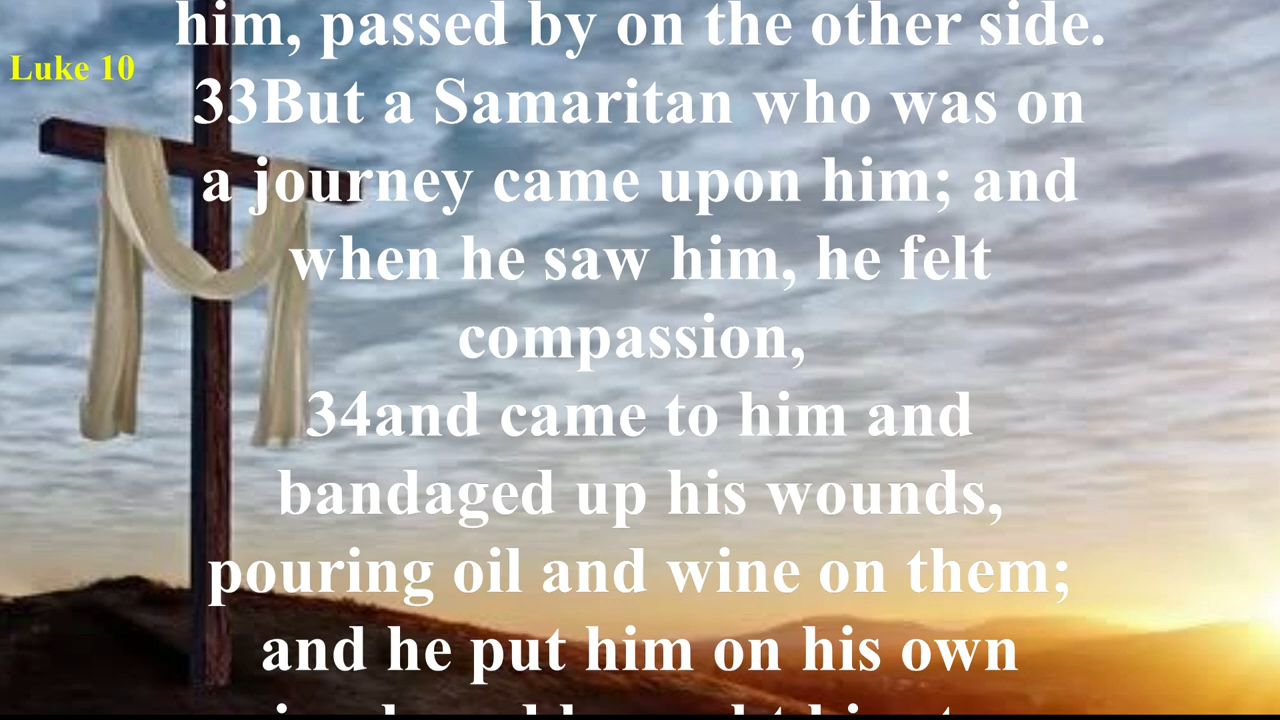 him, passed by on the other side.
Luke 10
33But a Samaritan who was on
a journey came upon him; and
when he saw him, he felt
compassion,
34and came to him and
bandaged up his wounds,
pouring oil and wine on them;
and he put him on his own